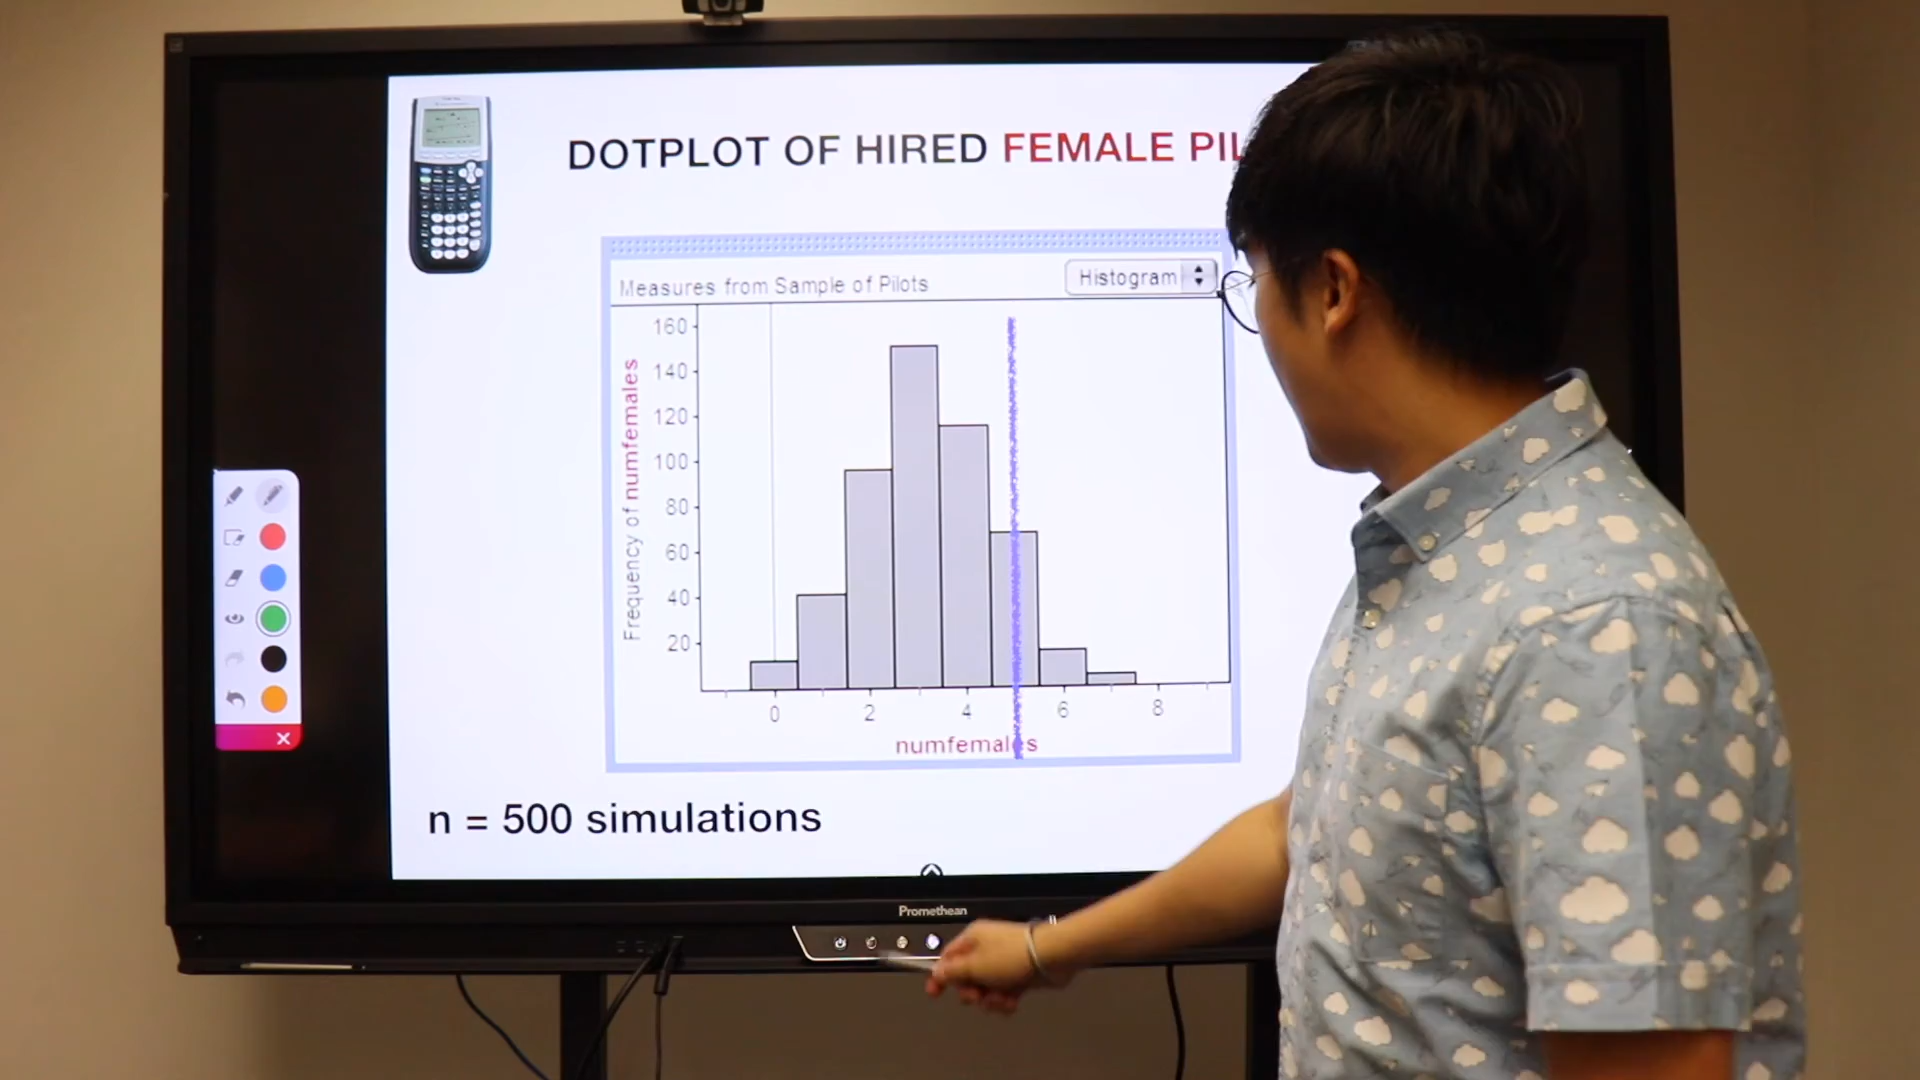 DOTPLOT OF HIRED FEMALE PIL
Measures from Sample of Pilots
Histogram
Frequency of numfemales
160
140
120
100
80
60
40
20
0 2 4 6 8
numfemales
n = 500 simulations
Promethean